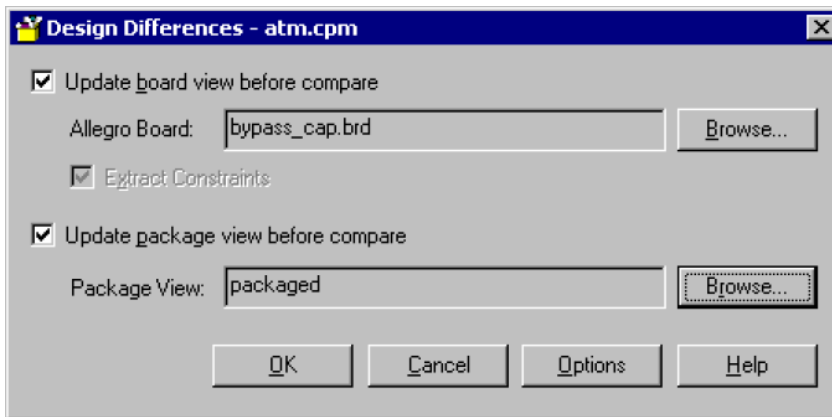 Design Differences - atm.cpm
Update board view before compare
Allegro Board: bypass_cap.brd Browse...
Extract Constraints
Update package view before compare
Package View: packaged Browse...
OK Cancel Options Help